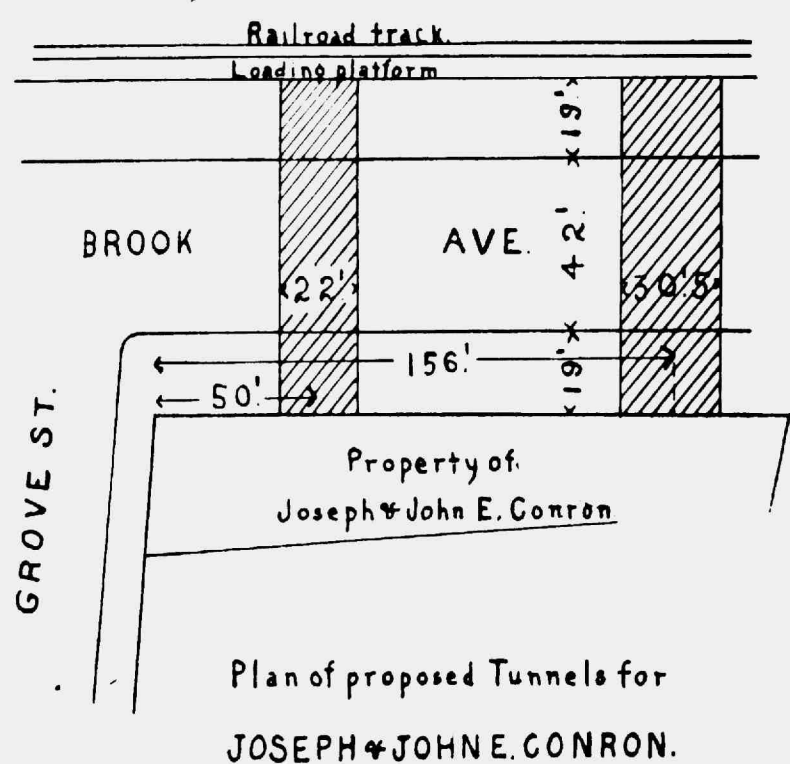 Railroad track.
Loading platform
19'
BROOK AVE.
42'
22'
30'.5
156'.
19'
50'.
GROVE ST.
Property of.
Joseph & John E. Conron
Plan of proposed Tunnels for
JOSEPH & JOHN E. CONRON.